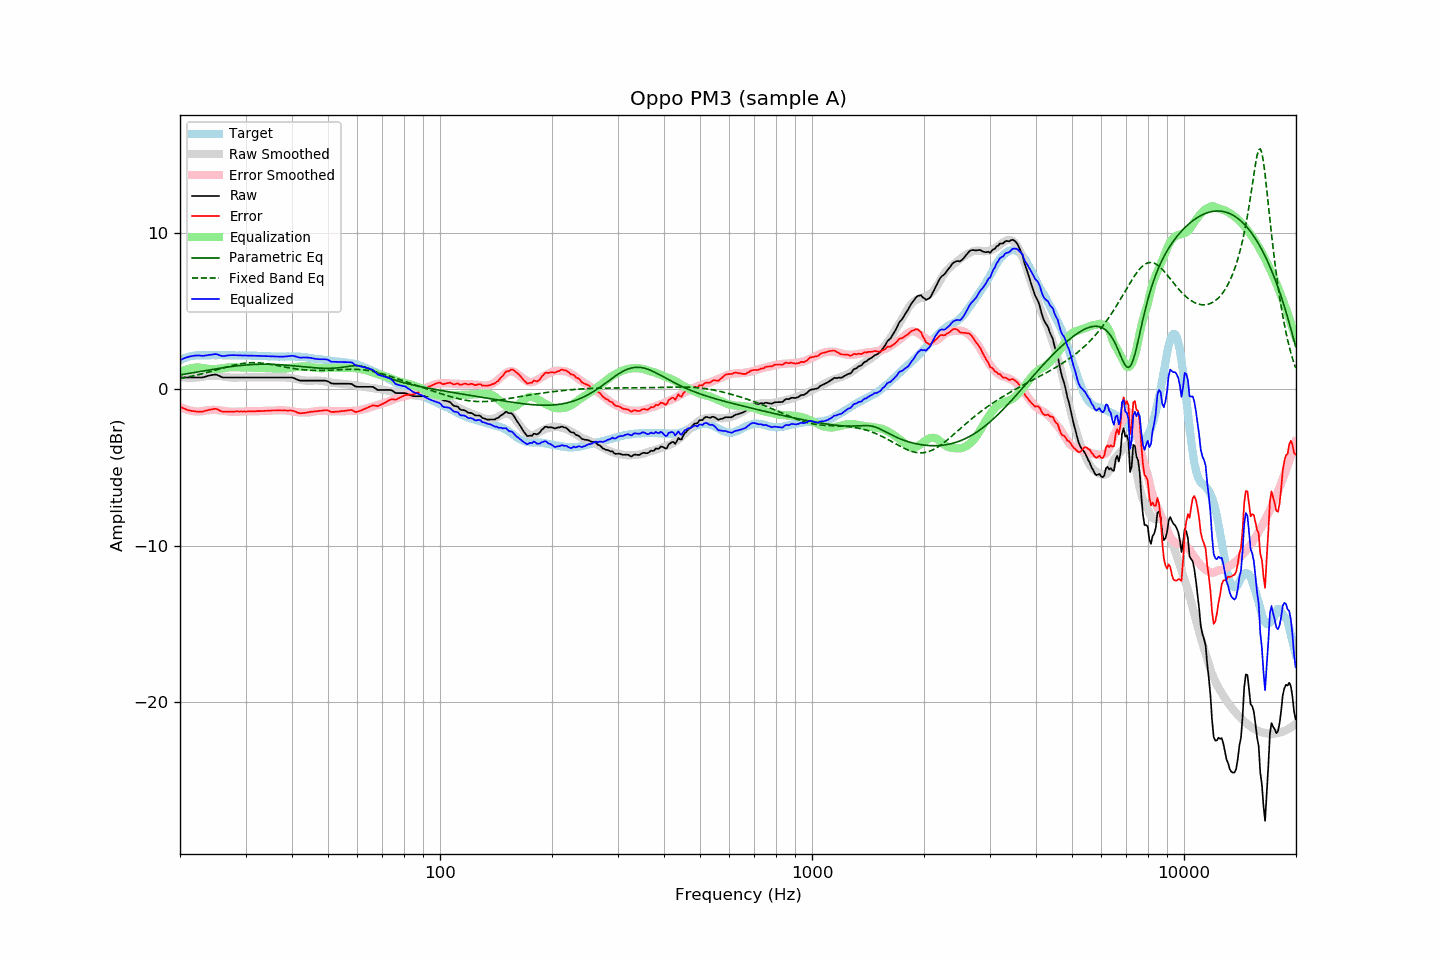 Oppo PM3 (sample A)
Target
Raw Smoothed
Error Smoothed
Raw
Error
Equalization
Parametric Eq
Fixed Band Eq
Equalized
10
0
−10
−20
Amplitude (dBr)
100
1000
10000
Frequency (Hz)